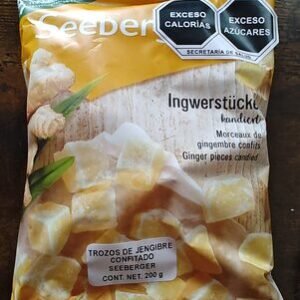 Seeberger
EXCESO
CALORÍAS
EXCESO
AZÚCARES
SECRETARÍA DE SALUD
Ingwerstücke
kandiert
Morceaux de
gingembre confits
Ginger pieces candied
TROZOS DE JENGIBRE
CONFITADO
SEEBERGER
CONT. NET. 200 g